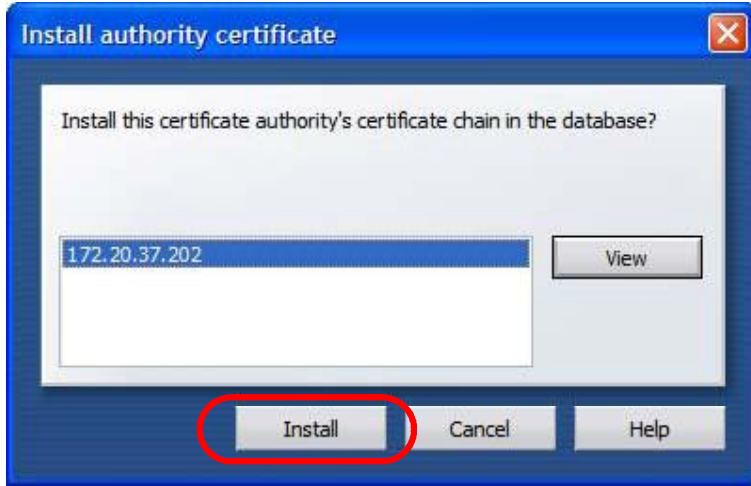 Install authority certificate
Install this certificate authority's certificate chain in the database?
172.20.37.202
View
Install
Cancel
Help